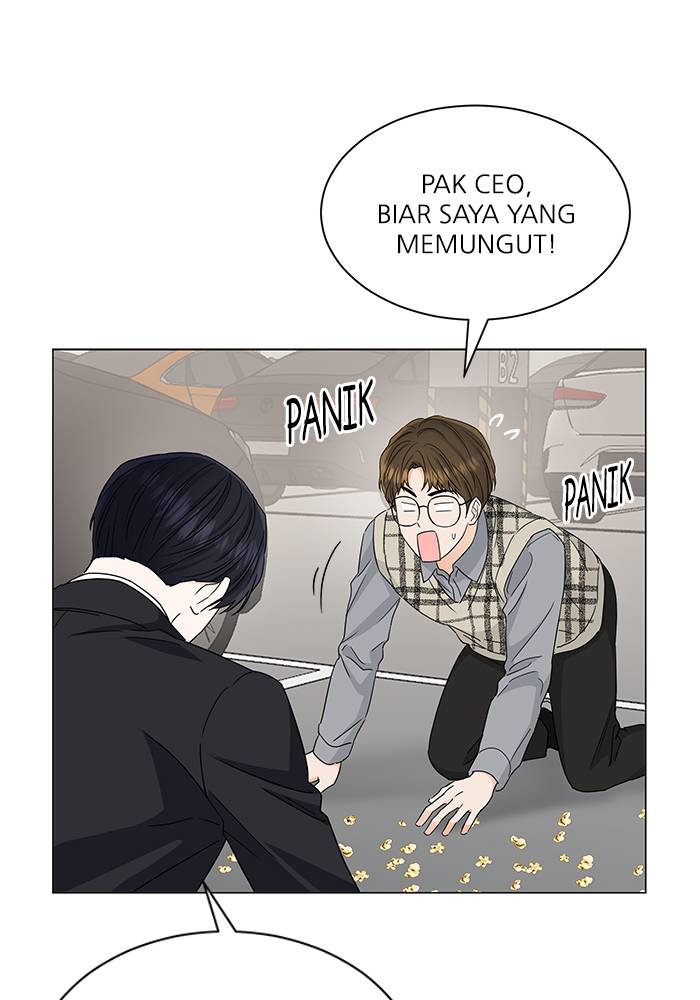 PAK CEO,
BIAR SAYA YANG
MEMUNGUT!
B2
PANIK
PANIK